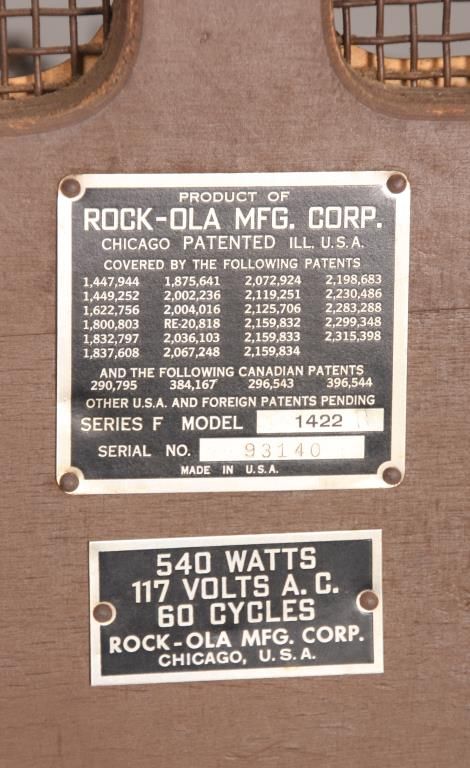 PRODUCT OF
ROCK-OLA MFG. CORP.
CHICAGO PATENTED ILL. U.S.A.
COVERED BY THE FOLLOWING PATENTS
1,447,944 1,875,641 2,072,924 2,198,683
1,449,252 2,002,236 2,119,251 2,230,486
1,622,756 2,004,016 2,125,706 2,283,288
1,800,803 RE-20,818 2,159,832 2,299,348
1,832,797 2,036,103 2,159,833 2,315,398
1,837,608 2,067,248 2,159,834
AND THE FOLLOWING CANADIAN PATENTS
290,795 384,167 296,543 396,544
OTHER U.S.A. AND FOREIGN PATENTS PENDING
SERIES F MODEL 1422
SERIAL NO. 93140
MADE IN U.S.A.
540 WATTS
117 VOLTS A.C.
60 CYCLES
ROCK-OLA MFG. CORP.
CHICAGO, U.S.A.